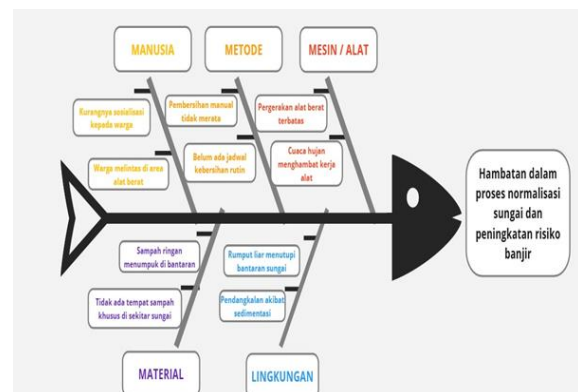 MANUSIA
METODE
MESIN / ALAT
Kurangnya sosialisasi
kepada warga
Warga melintas di area
alat berat
Pembersihan manual
tidak merata
Belum ada jadwal
kebersihan rutin
Pergerakan alat berat
terbatas
Cuaca hujan
menghambat kerja
alat
Hambatan dalam
proses normalisasi
sungai dan
peningkatan risiko
banjir
Sampah ringan
menumpuk di bantaran
Tidak ada tempat sampah
khusus di sekitar sungai
Rumput liar menutupi
bantaran sungai
Pendangkalan akibat
sedimentasi
MATERIAL
LINGKUNGAN